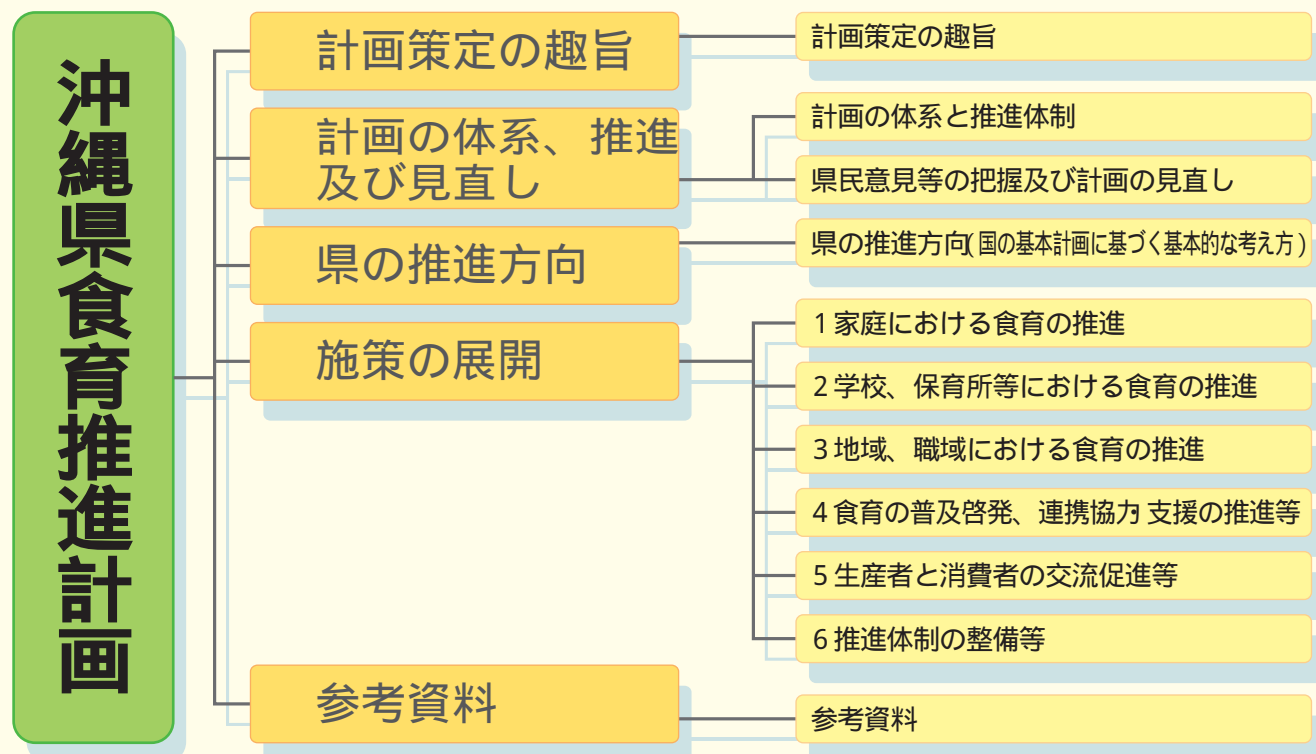 沖縄県食育推進計画
計画策定の趣旨
計画策定の趣旨
計画の体系、推進
及び見直し
計画の体系と推進体制
県民意見等の把握及び計画の見直し
県の推進方向
県の推進方向(国の基本計画に基づく基本的な考え方)
施策の展開
1 家庭における食育の推進
2 学校、保育所等における食育の推進
3 地域、職域における食育の推進
4 食育の普及啓発、連携協力・支援の推進等
5 生産者と消費者の交流促進等
6 推進体制の整備等
参考資料
参考資料